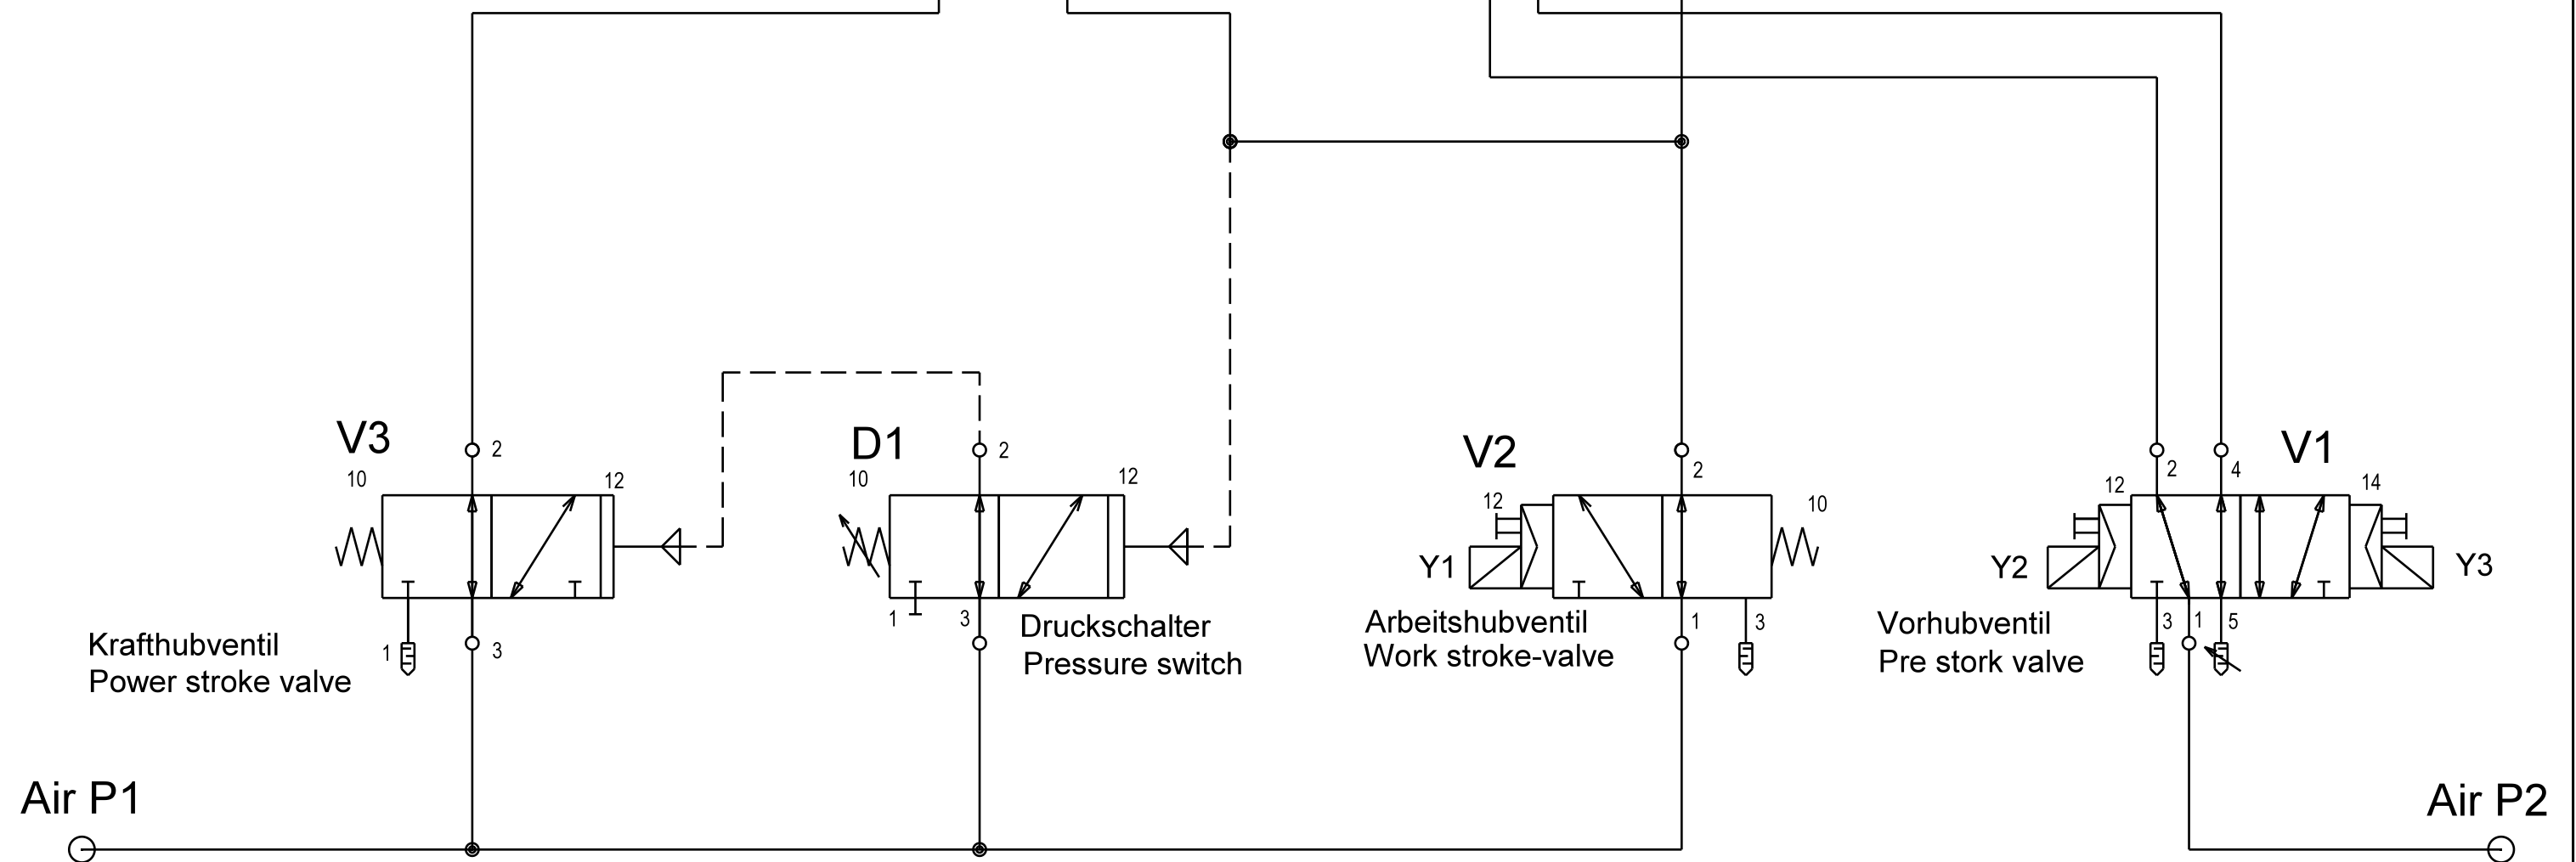 V3
D1
V2
V1
2
2
2
2
4
10
12
10
12
12
10
12
14
Y1
Y2
Y3
1
3
1
3
1
3
3
1
5
Krafthubventil
Power stroke valve
Druckschalter
Pressure switch
Arbeitshubventil
Work stroke-valve
Vorhubventil
Pre stork valve
Air P1
Air P2